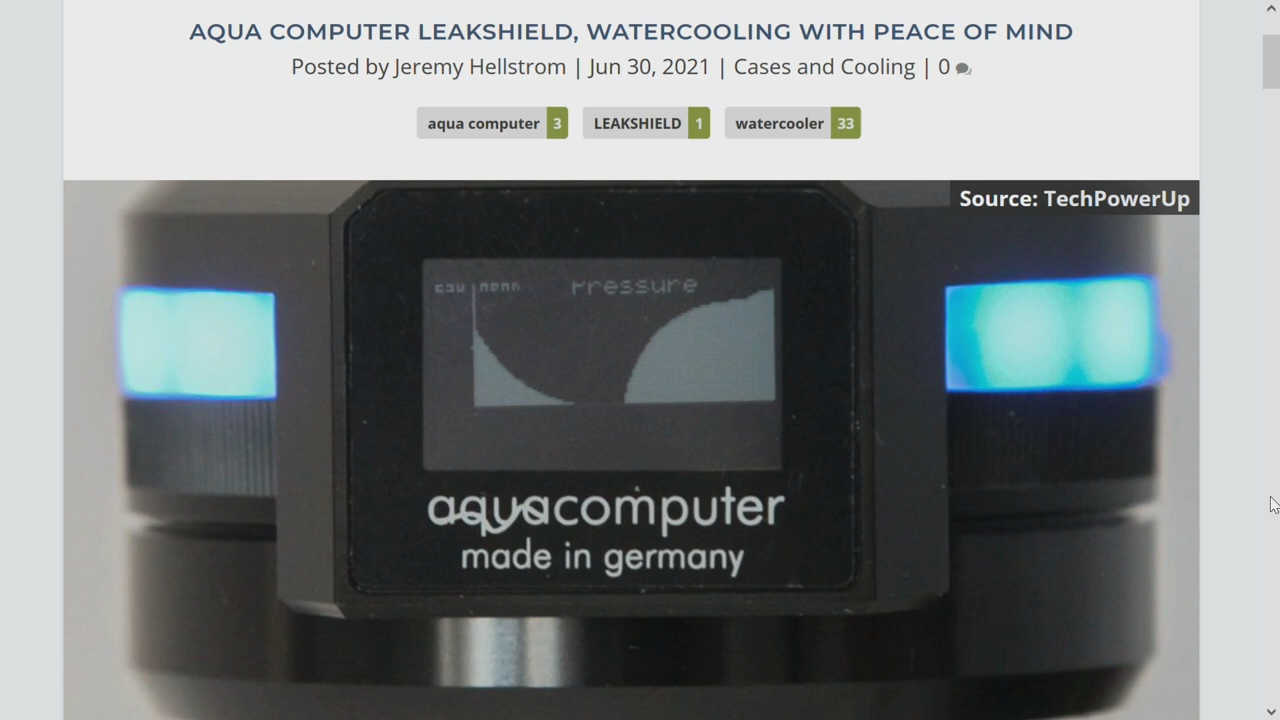 AQUA COMPUTER LEAKSHIELD, WATERCOOLING WITH PEACE OF MIND
Posted by Jeremy Hellstrom | Jun 30, 2021 | Cases and Cooling | 0
aqua computer 3 LEAKSHIELD 1 watercooler 33
Source: TechPowerUp
Pressure
aquacomputer
made in germany